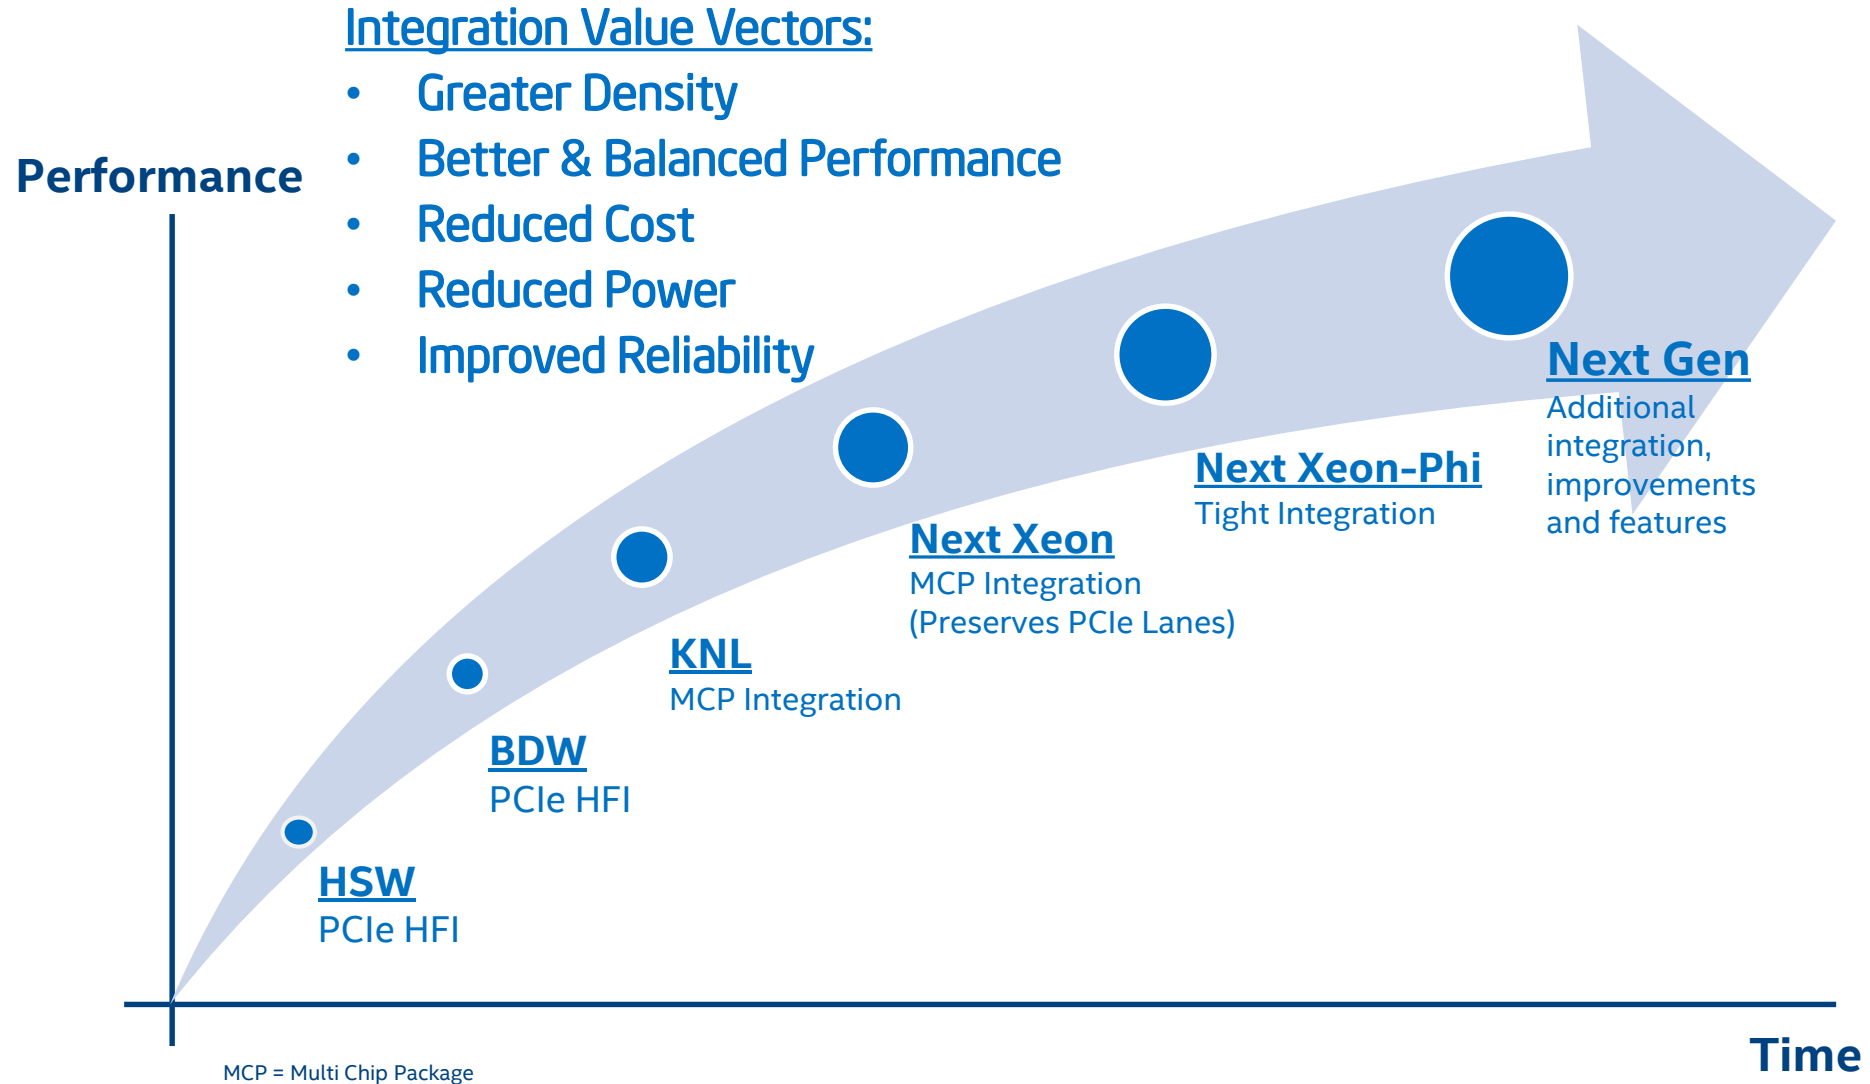 Integration Value Vectors:
• Greater Density
• Better & Balanced Performance
• Reduced Cost
• Reduced Power
• Improved Reliability
Performance
Next Gen
Additional
integration,
improvements
and features
Next Xeon-Phi
Tight Integration
Next Xeon
MCP Integration
(Preserves PCIe Lanes)
KNL
MCP Integration
BDW
PCIe HFI
HSW
PCIe HFI
Time
MCP = Multi Chip Package